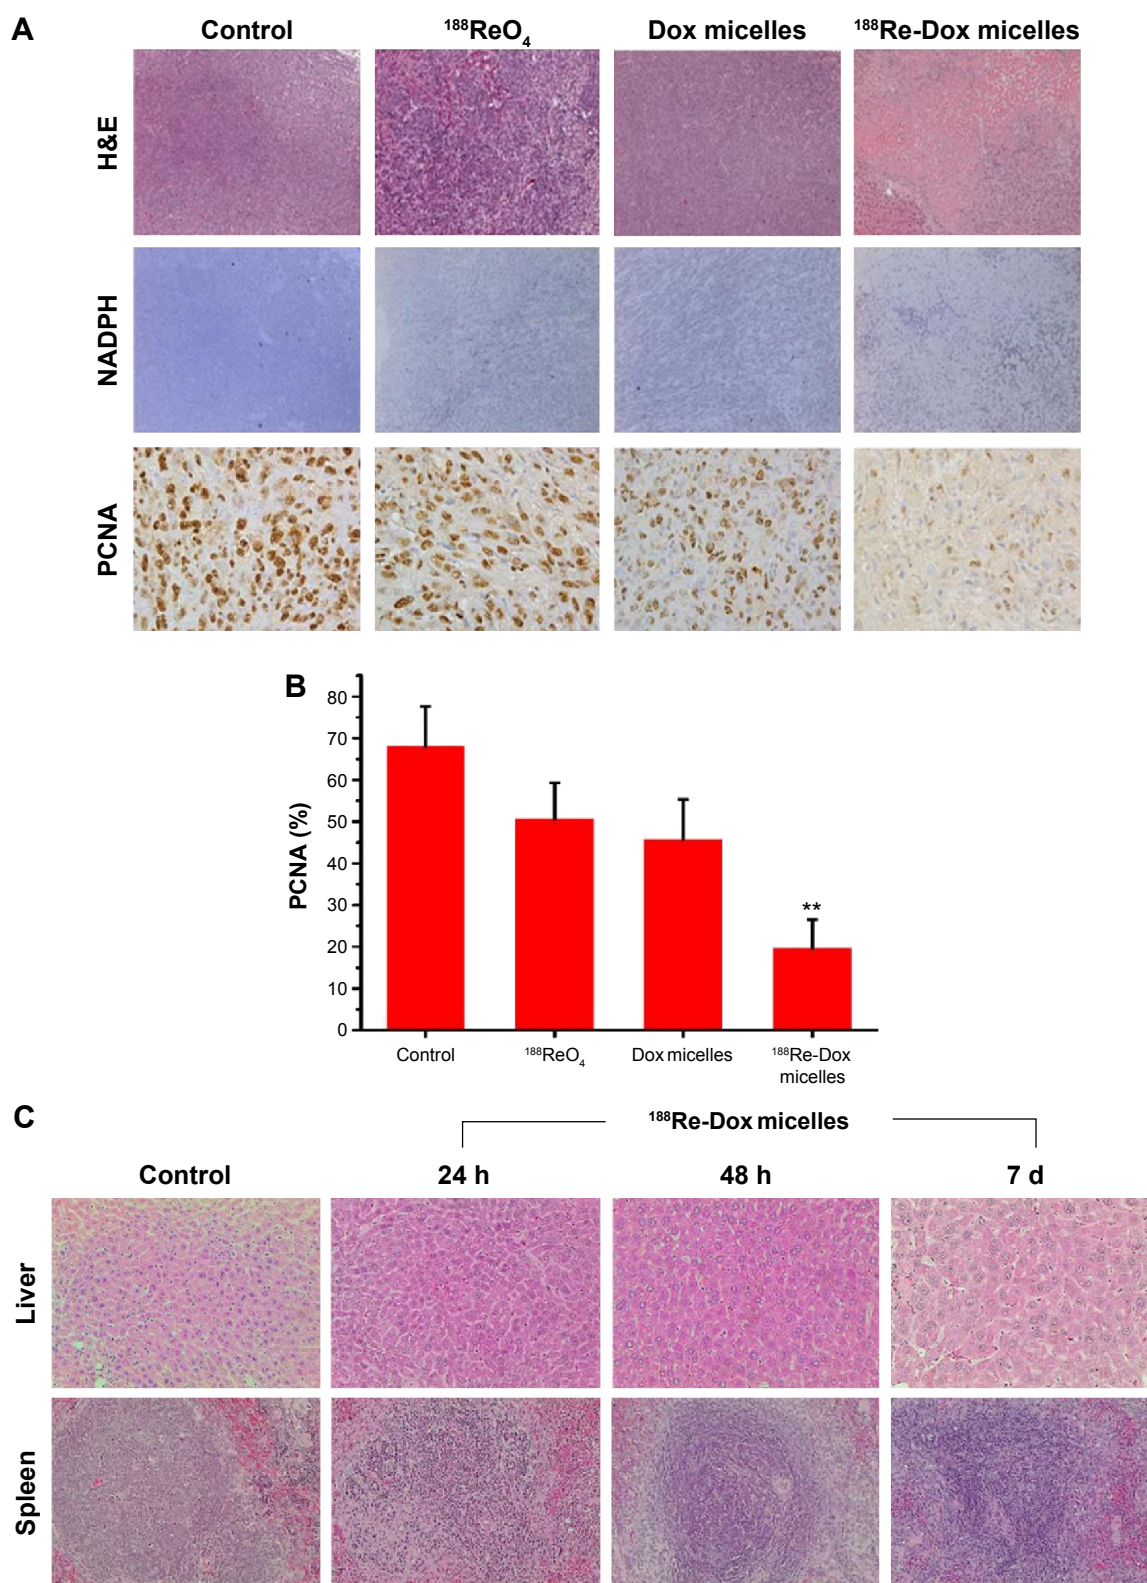 A
Control ¹⁸⁸ReO₄ Dox micelles ¹⁸⁸Re-Dox micelles
H&E
NADPH
PCNA
B
PCNA (%)
80
70
60
50
40
30
20
10
0
**
Control ¹⁸⁸ReO₄ Dox micelles ¹⁸⁸Re-Dox
micelles
C
¹⁸⁸Re-Dox micelles
Control 24 h 48 h 7 d
Liver
Spleen